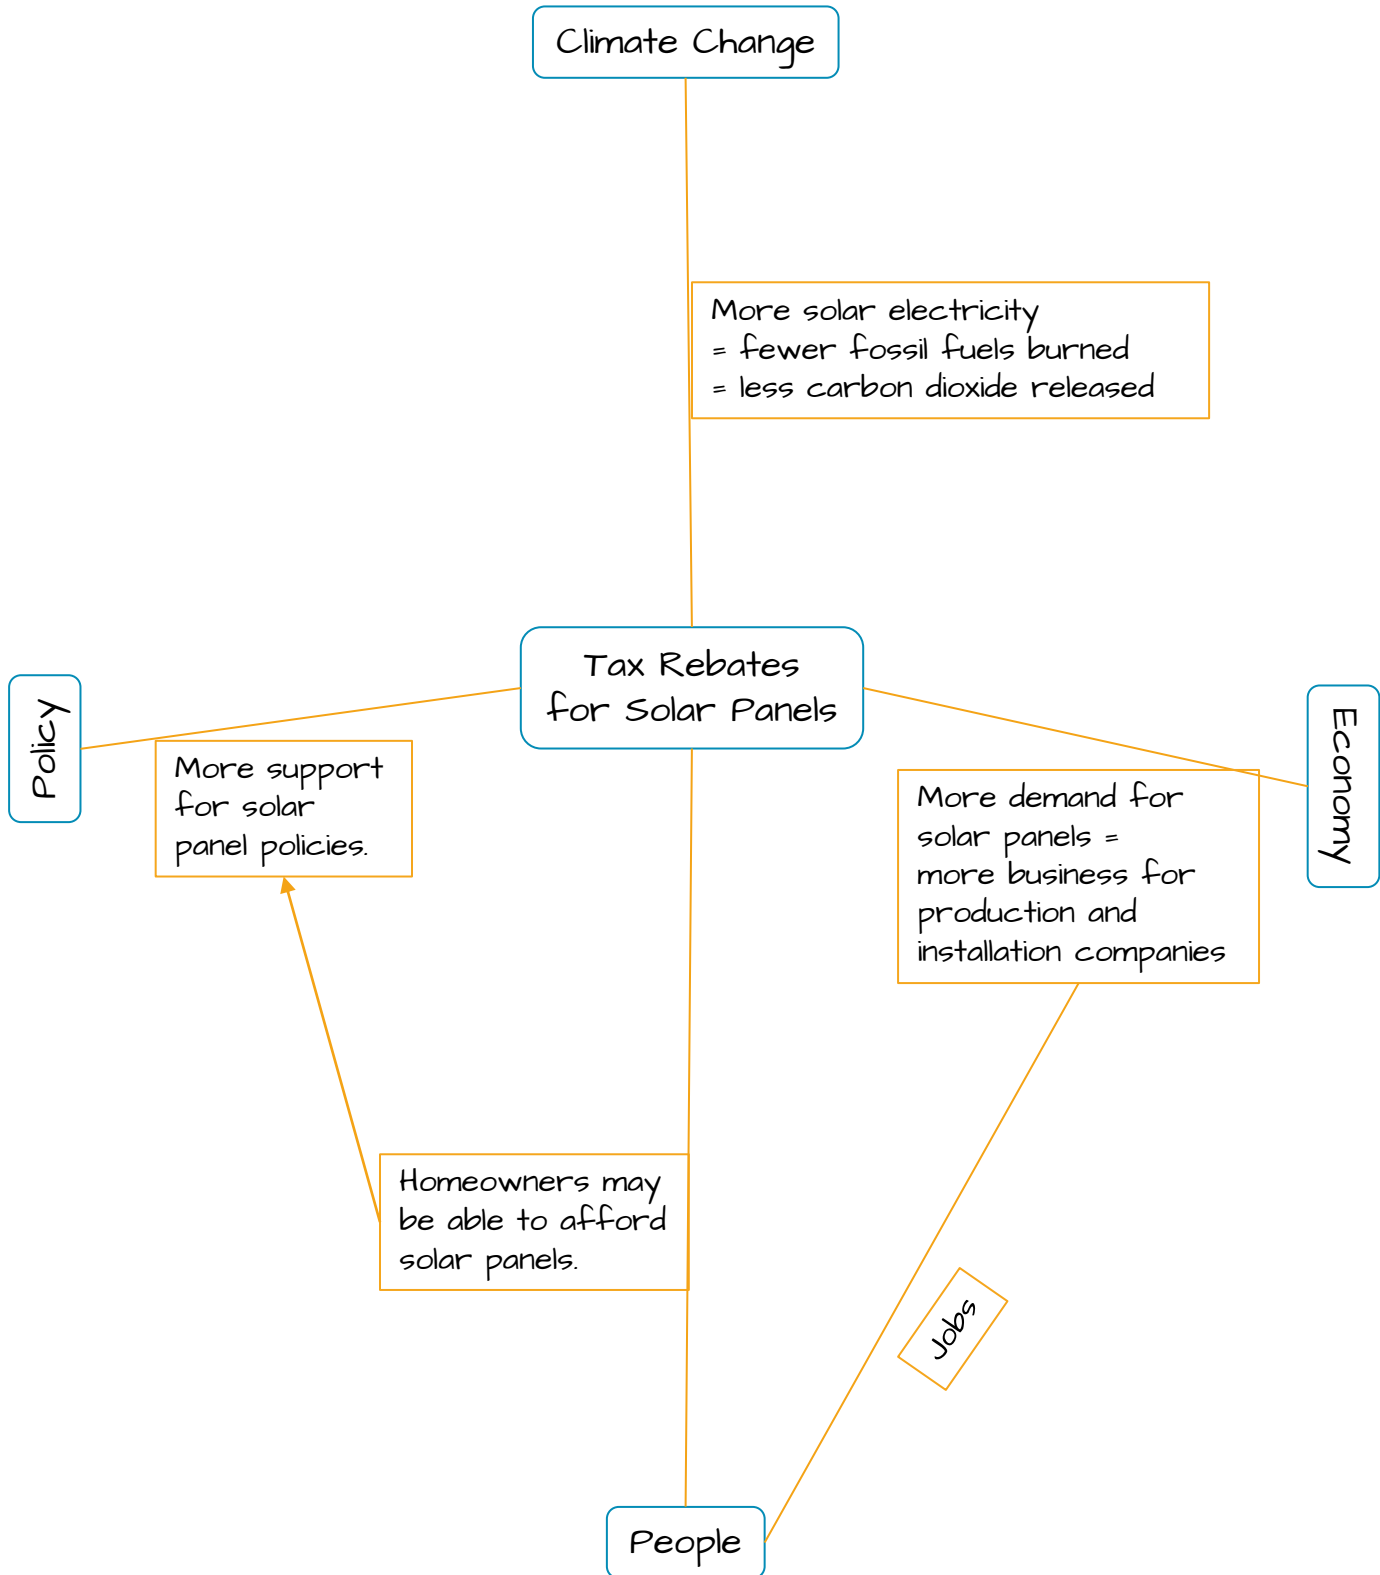 Climate Change
More solar electricity
= fewer fossil fuels burned
= less carbon dioxide released
Tax Rebates
for Solar Panels
Policy
Economy
More support
for solar
panel policies.
More demand for
solar panels =
more business for
production and
installation companies
Homeowners may
be able to afford
solar panels.
Jobs
People